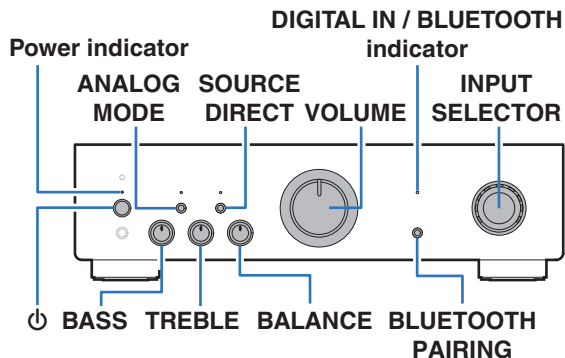 DIGITAL IN / BLUETOOTH
indicator
Power indicator
ANALOG
MODE
SOURCE
DIRECT
VOLUME
INPUT
SELECTOR
BASS
TREBLE
BALANCE
BLUETOOTH
PAIRING